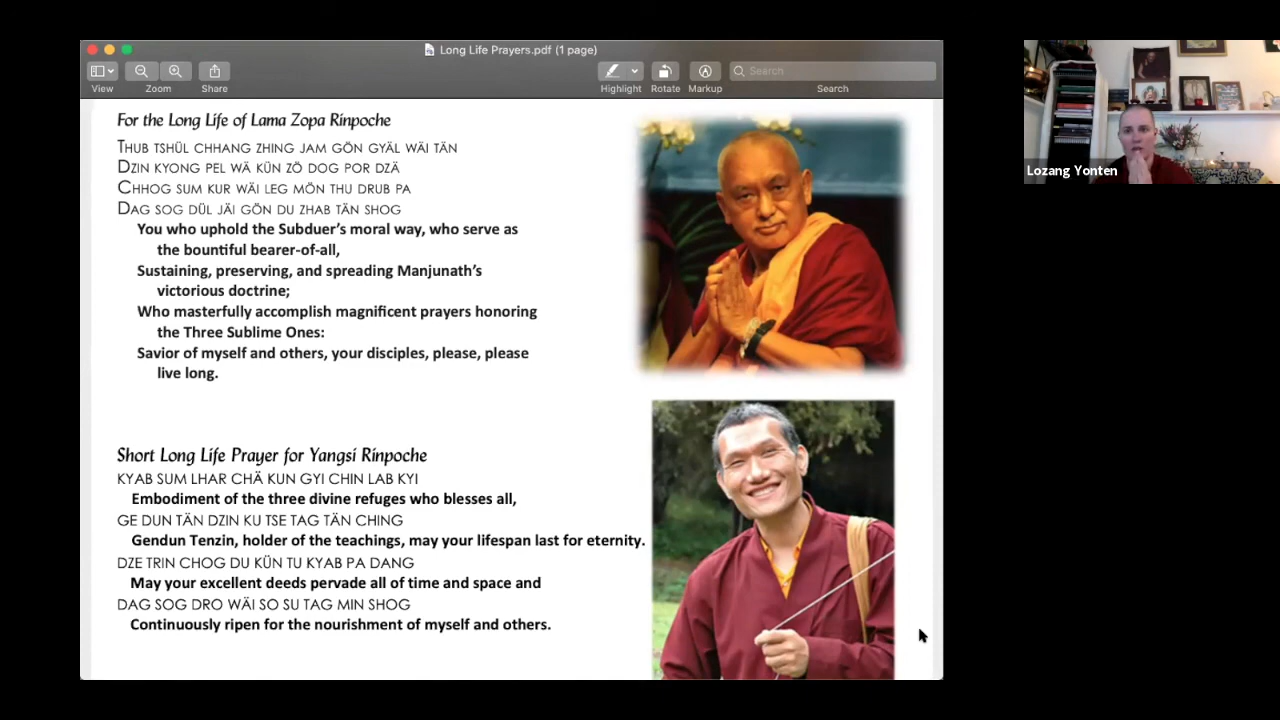 Long Life Prayers.pdf (1 page)
View
Zoom
Share
Highlight
Rotate
Markup
Search
Search
For the Long Life of Lama Zopa Rinpoche
THUB TSHÜL CHHANG ZHING JAM GÖN GYÄL WÄI TÄN
DZIN KYONG PEL WÄ KÜN ZÖ DOG POR DZÄ
CHHOG SUM KUR WÄI LEG MÖN THU DRUB PA
DAG SOG DÜL JÄI GÖN DU ZHAB TÄN SHOG
You who uphold the Subduer's moral way, who serve as
the bountiful bearer-of-all,
Sustaining, preserving, and spreading Manjunath's
victorious doctrine;
Who masterfully accomplish magnificent prayers honoring
the Three Sublime Ones:
Savior of myself and others, your disciples, please, please
live long.
Short Long Life Prayer for Yangsi Rinpoche
KYAB SUM LHAR CHÄ KUN GYI CHIN LAB KYI
Embodiment of the three divine refuges who blesses all,
GE DUN TÄN DZIN KU TSE TAG TÄN CHING
Gendun Tenzin, holder of the teachings, may your lifespan last for eternity.
DZE TRIN CHOG DU KÜN TU KYAB PA DANG
May your excellent deeds pervade all of time and space and
DAG SOG DRO WÄI SO SU TAG MIN SHOG
Continuously ripen for the nourishment of myself and others.
Lozang Yonten